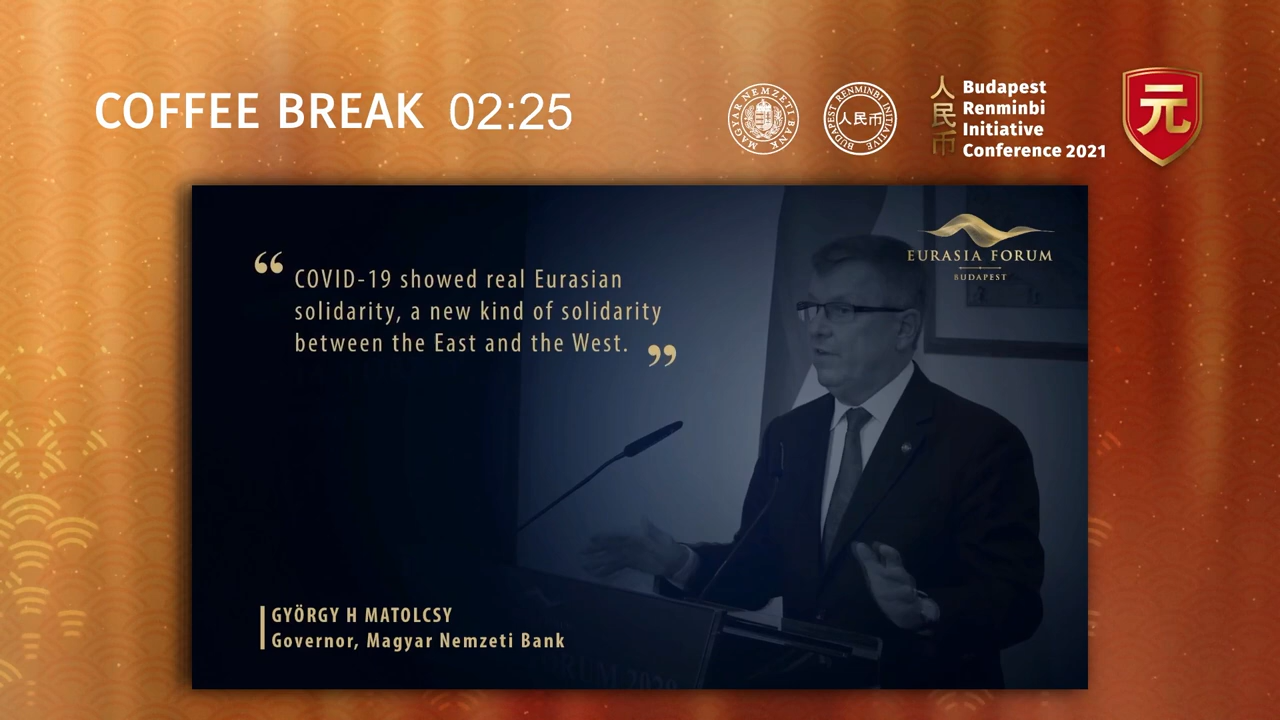 COFFEE BREAK 02:25
MAGYAR NEMZETI BANK
BUDAPEST RENMINBI INITIATIVE
人民币
人民币
Budapest
Renminbi
Initiative
Conference 2021
元
EURASIA FORUM
BUDAPEST
“ COVID-19 showed real Eurasian
solidarity, a new kind of solidarity
between the East and the West. ”
GYÖRGY H MATOLCSY
Governor, Magyar Nemzeti Bank